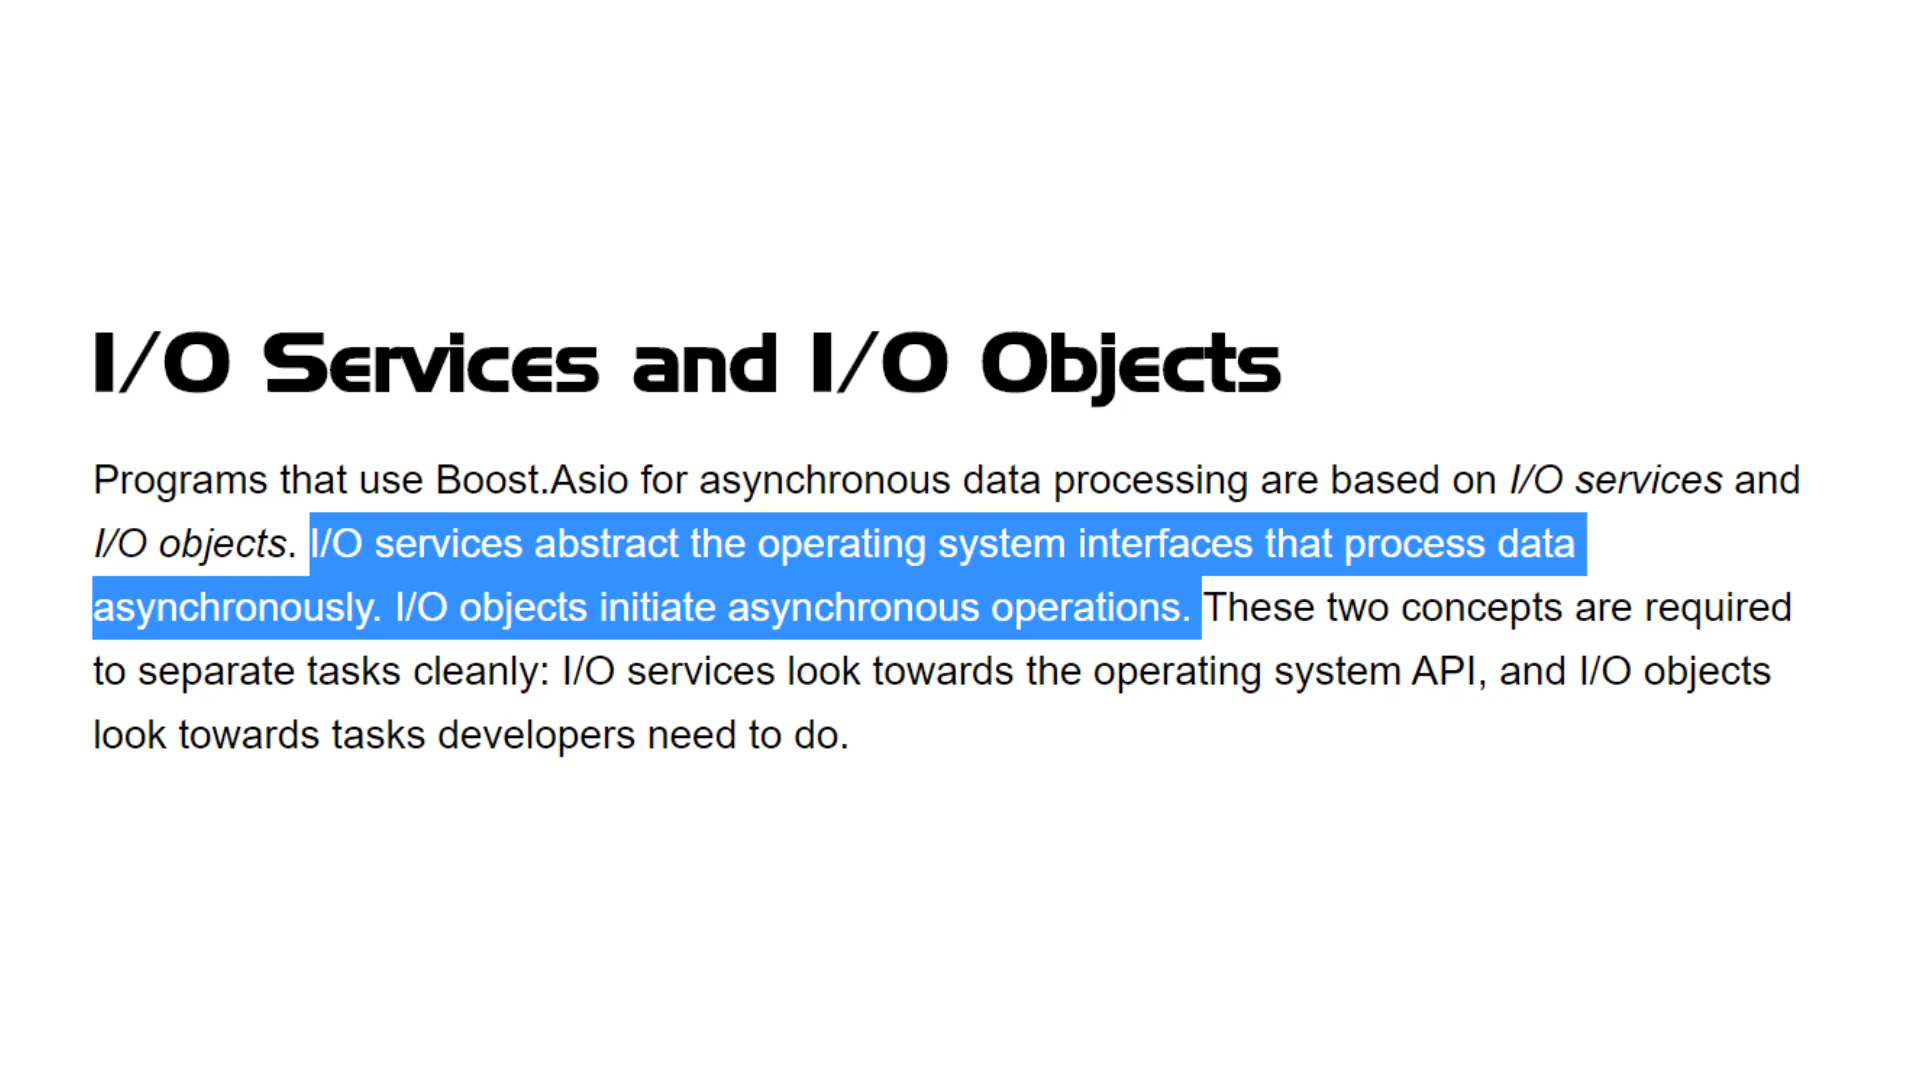 I/O Services and I/O Objects
Programs that use Boost.Asio for asynchronous data processing are based on I/O services and
I/O objects. I/O services abstract the operating system interfaces that process data
asynchronously. I/O objects initiate asynchronous operations. These two concepts are required
to separate tasks cleanly: I/O services look towards the operating system API, and I/O objects
look towards tasks developers need to do.